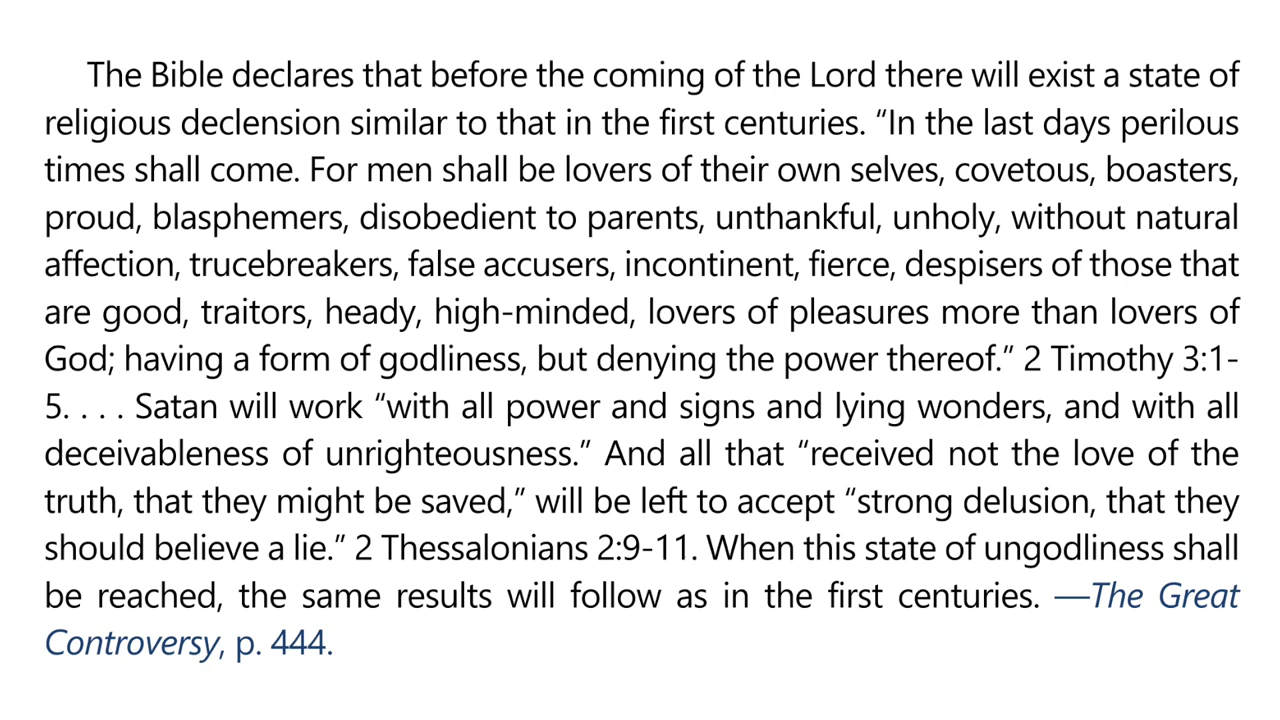 The Bible declares that before the coming of the Lord there will exist a state of
religious declension similar to that in the first centuries. “In the last days perilous
times shall come. For men shall be lovers of their own selves, covetous, boasters,
proud, blasphemers, disobedient to parents, unthankful, unholy, without natural
affection, trucebreakers, false accusers, incontinent, fierce, despisers of those that
are good, traitors, heady, high-minded, lovers of pleasures more than lovers of
God; having a form of godliness, but denying the power thereof.” 2 Timothy 3:1-
5. . . . Satan will work “with all power and signs and lying wonders, and with all
deceivableness of unrighteousness.” And all that “received not the love of the
truth, that they might be saved,” will be left to accept “strong delusion, that they
should believe a lie.” 2 Thessalonians 2:9-11. When this state of ungodliness shall
be reached, the same results will follow as in the first centuries. —The Great
Controversy, p. 444.